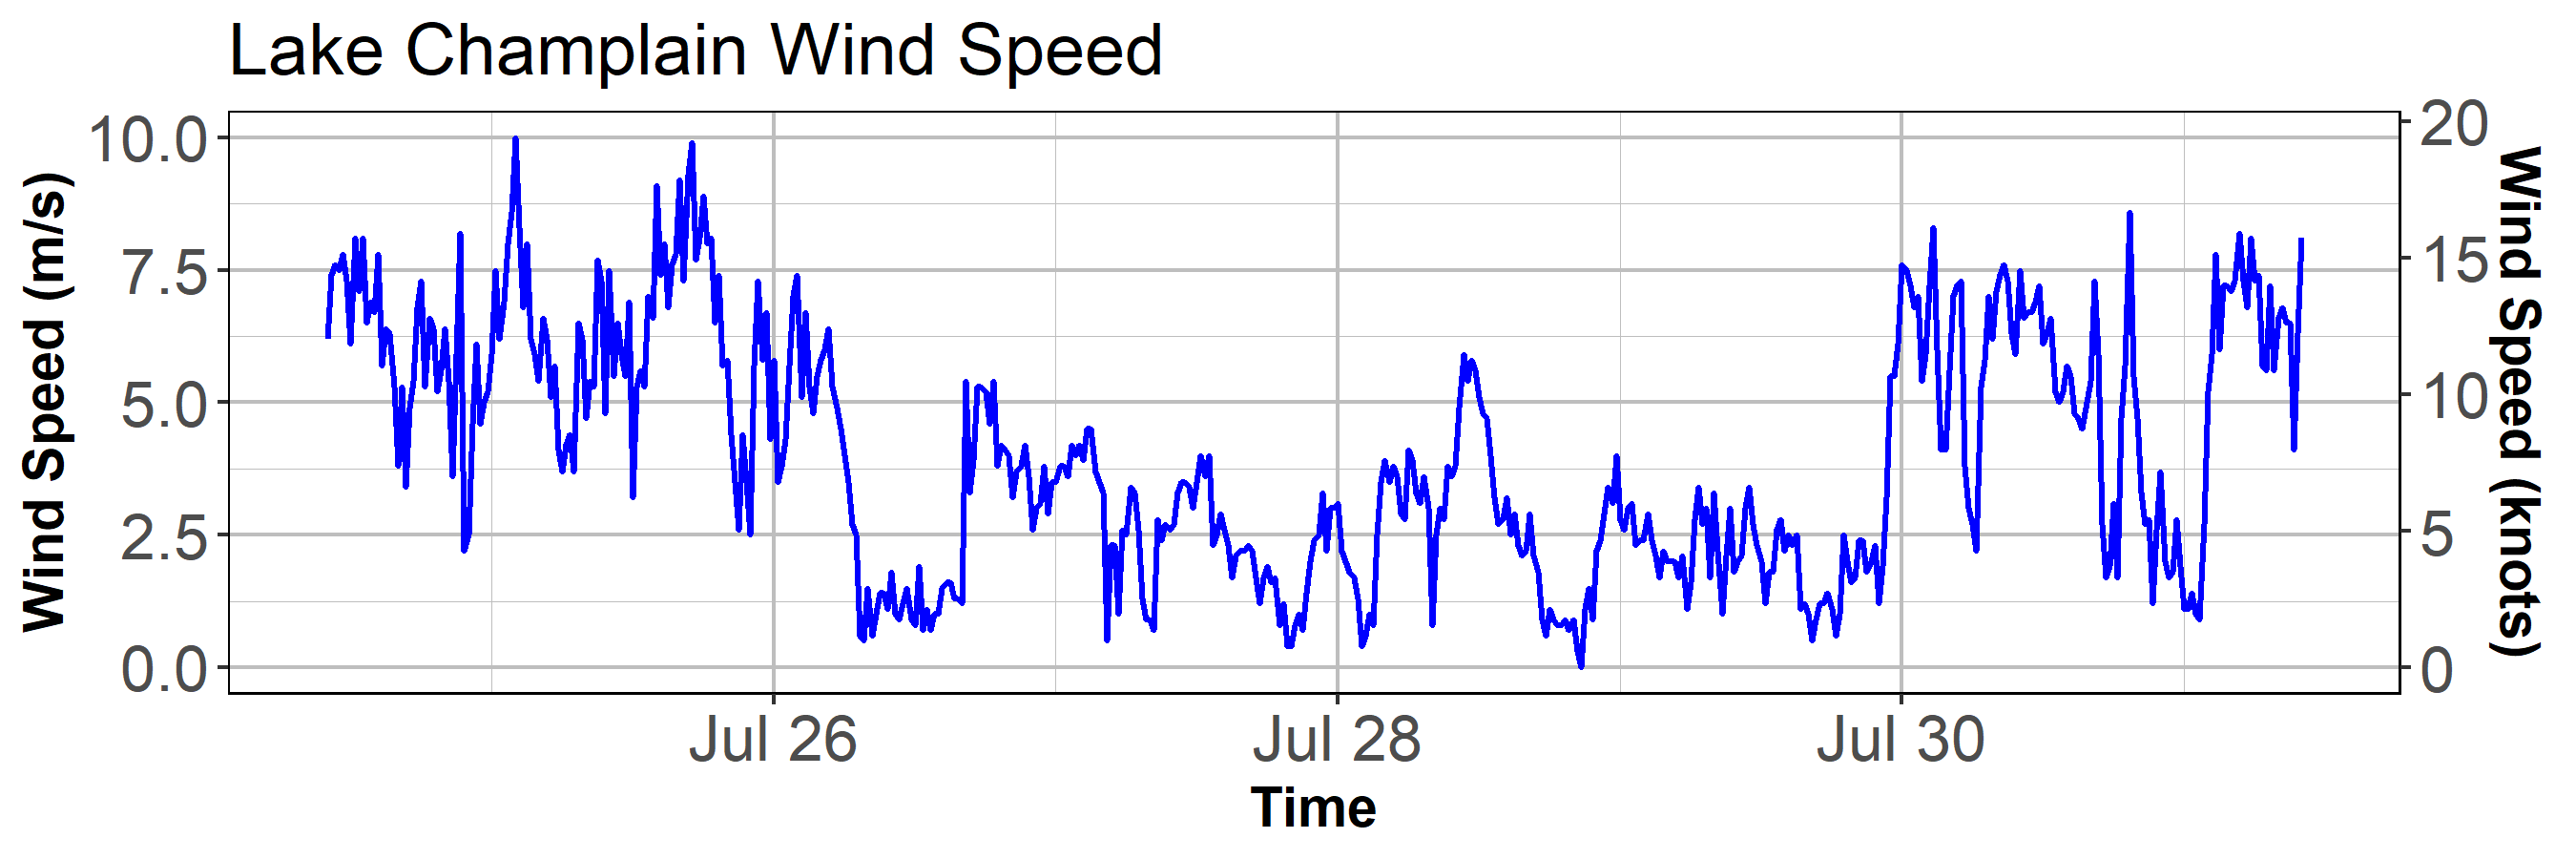 Lake Champlain Wind Speed
10.0
7.5
5.0
2.5
0.0
Wind Speed (m/s)
20
15
10
5
0
Wind Speed (knots)
Jul 26
Jul 28
Jul 30
Time